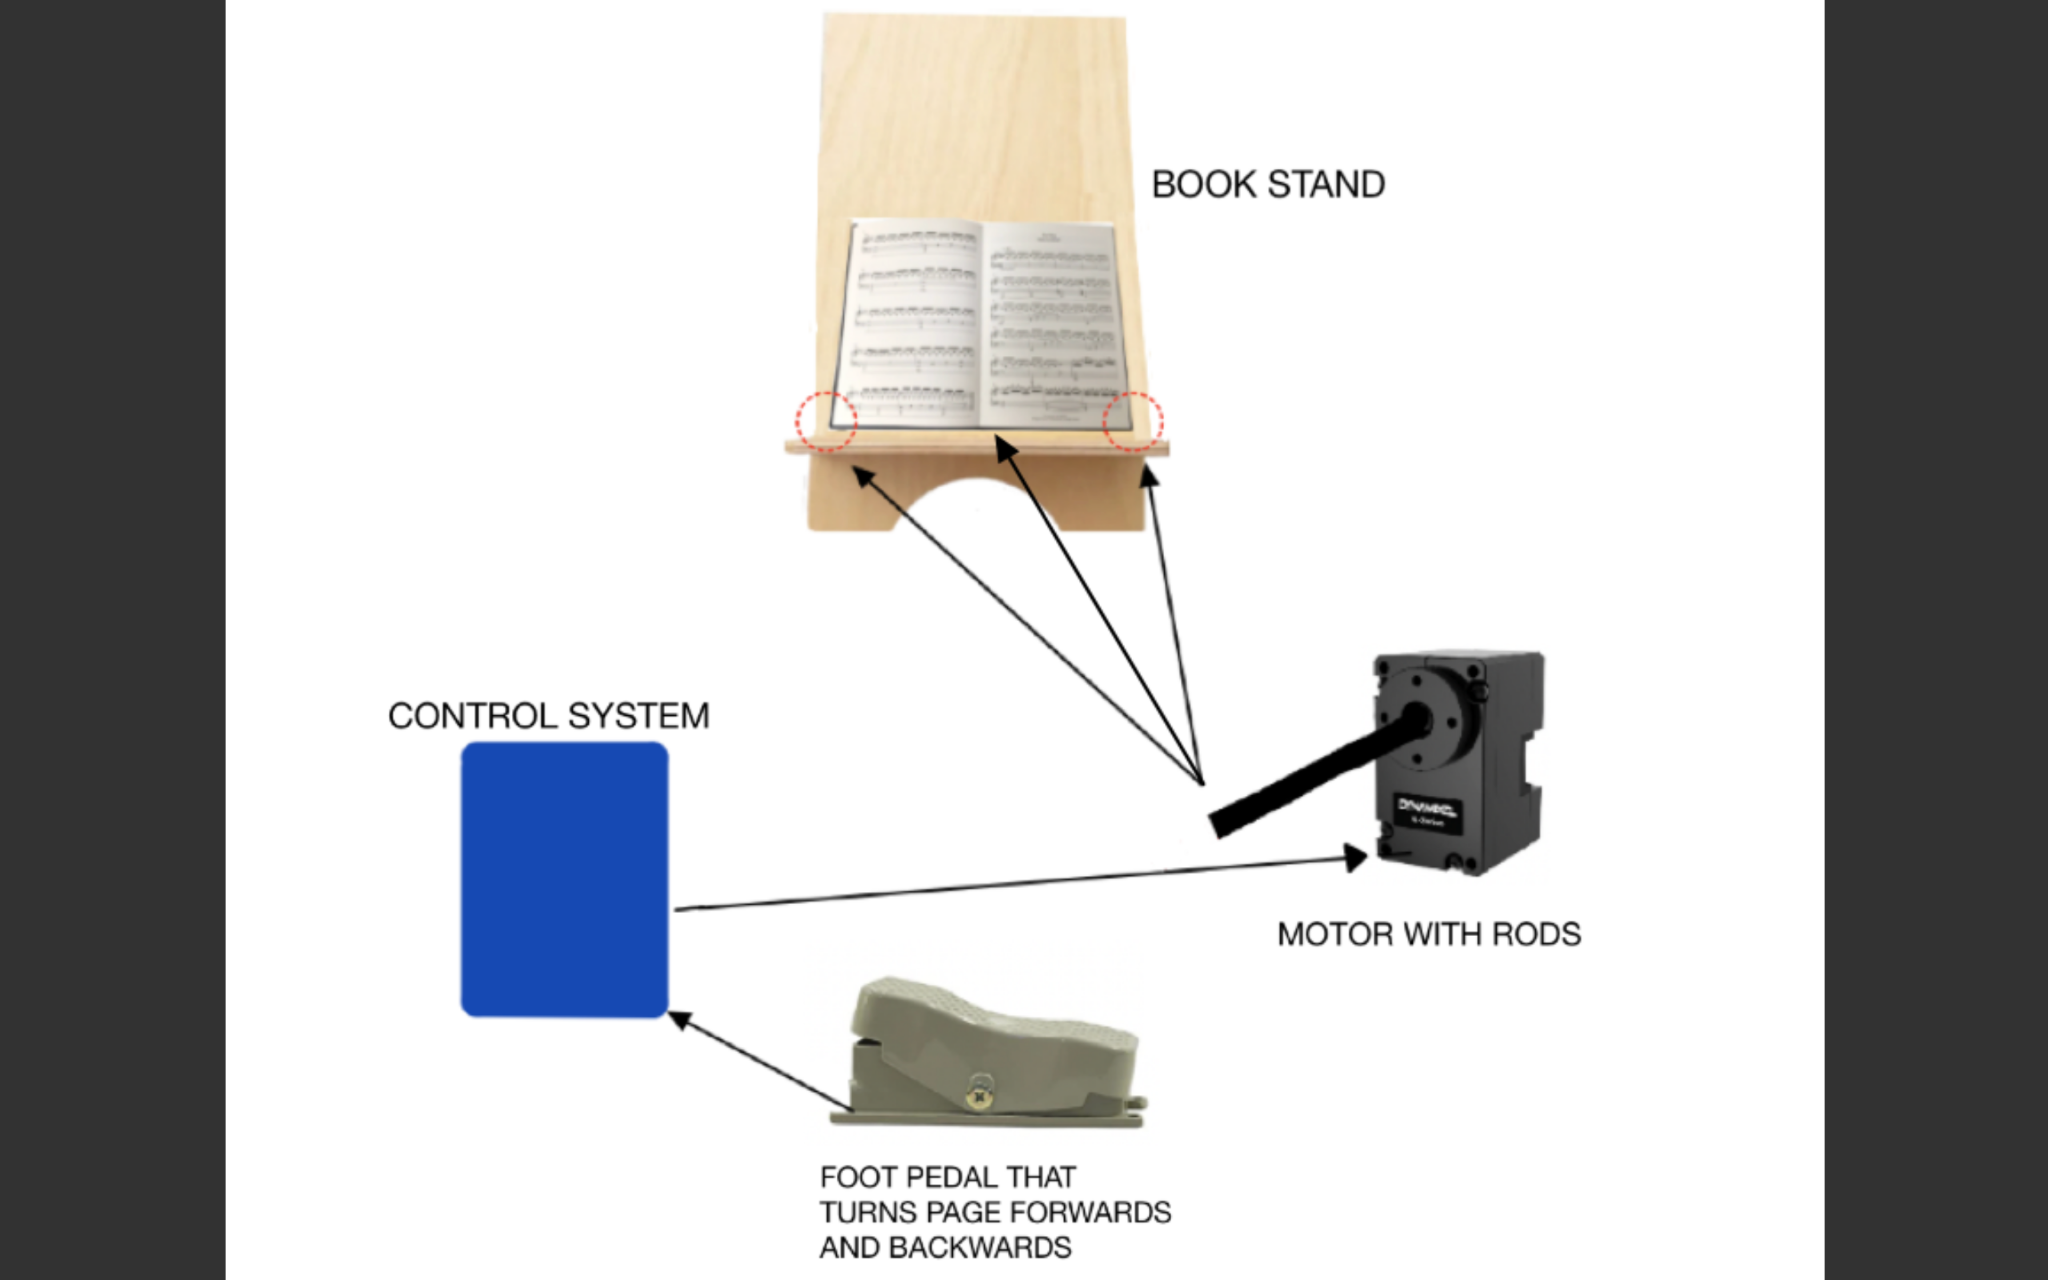 BOOK STAND
CONTROL SYSTEM
MOTOR WITH RODS
FOOT PEDAL THAT
TURNS PAGE FORWARDS
AND BACKWARDS